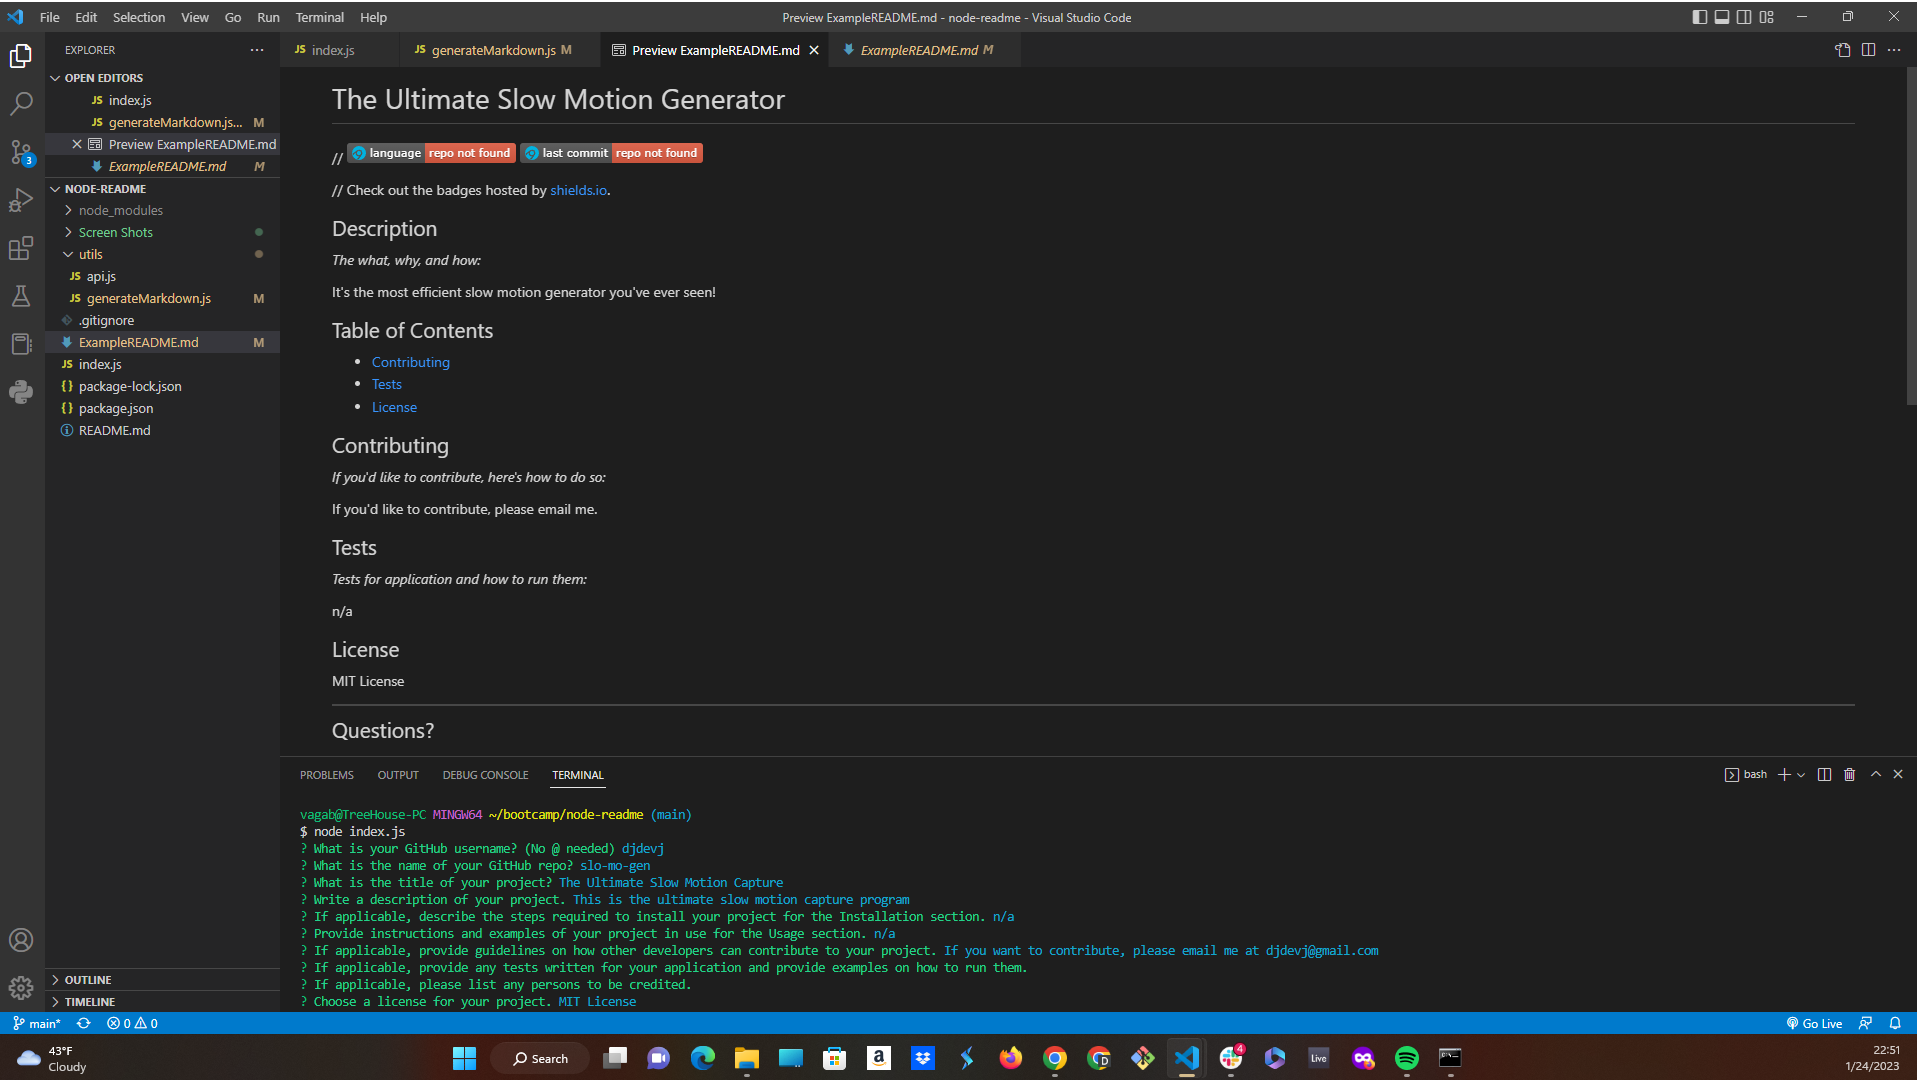 File Edit Selection View Go Run Terminal Help
Preview ExampleREADME.md - node-readme - Visual Studio Code
EXPLORER
OPEN EDITORS
JS index.js
JS generateMarkdown.js... M
Preview ExampleREADME.md
ExampleREADME.md M
NODE-README
node_modules
Screen Shots
utils
JS api.js
JS generateMarkdown.js M
.gitignore
ExampleREADME.md M
JS index.js
{} package-lock.json
{} package.json
README.md
OUTLINE
TIMELINE
3
JS index.js
JS generateMarkdown.js M
Preview ExampleREADME.md
ExampleREADME.md M
The Ultimate Slow Motion Generator
// language repo not found last commit repo not found
// Check out the badges hosted by shields.io.
Description
The what, why, and how:
It's the most efficient slow motion generator you've ever seen!
Table of Contents
• Contributing
• Tests
• License
Contributing
If you'd like to contribute, here's how to do so:
If you'd like to contribute, please email me.
Tests
Tests for application and how to run them:
n/a
License
MIT License
Questions?
PROBLEMS OUTPUT DEBUG CONSOLE TERMINAL
bash
vagab@TreeHouse-PC MINGW64 ~/bootcamp/node-readme (main)
$ node index.js
? What is your GitHub username? (No @ needed) djdevj
? What is the name of your GitHub repo? slo-mo-gen
? What is the title of your project? The Ultimate Slow Motion Capture
? Write a description of your project. This is the ultimate slow motion capture program
? If applicable, describe the steps required to install your project for the Installation section. n/a
? Provide instructions and examples of your project in use for the Usage section. n/a
? If applicable, provide guidelines on how other developers can contribute to your project. If you want to contribute, please email me at djdevj@gmail.com
? If applicable, provide any tests written for your application and provide examples on how to run them.
? If applicable, please list any persons to be credited.
? Choose a license for your project. MIT License
main* 0 0
Go Live
43°F
Cloudy
Search
a
D
4
Live
22:51
1/24/2023